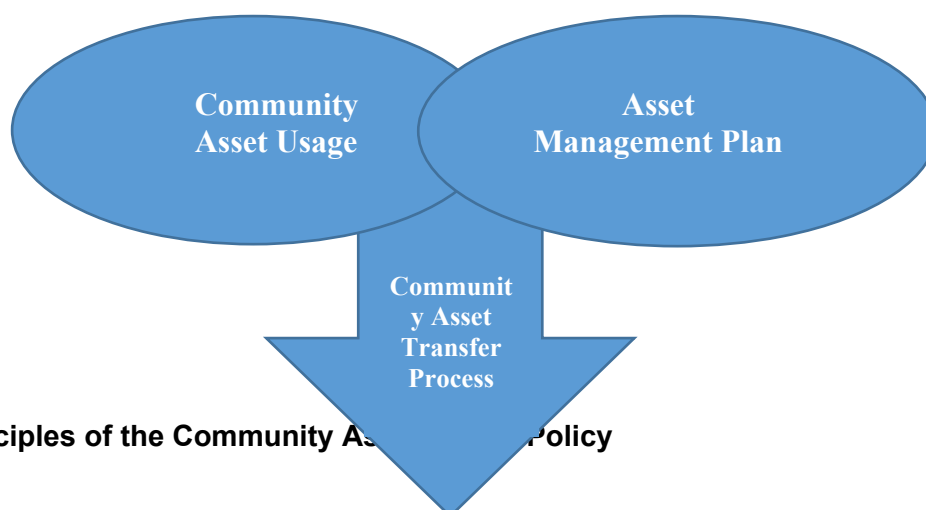 Community
Asset Usage
Asset
Management Plan
Communit
y Asset
Transfer
Process
ciples of the Community As Policy